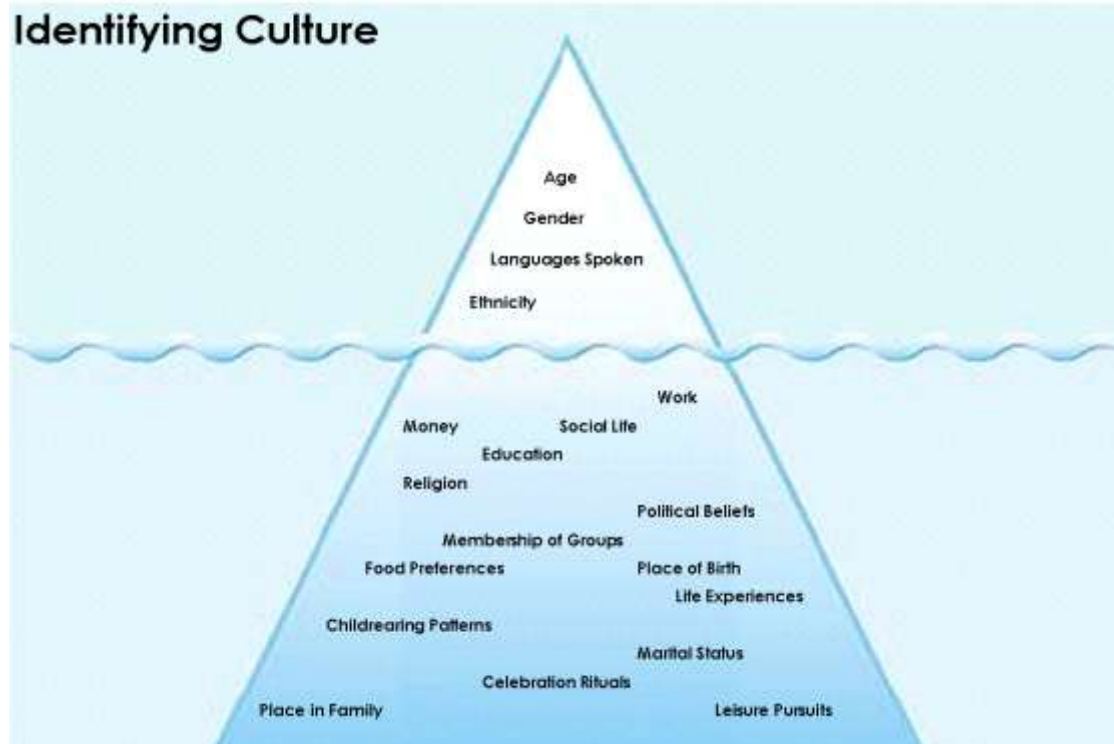 Identifying Culture
Age
Gender
Languages Spoken
Ethnicity
Work
Money
Social Life
Education
Religion
Political Beliefs
Membership of Groups
Food Preferences
Place of Birth
Life Experiences
Childrearing Patterns
Marital Status
Celebration Rituals
Place in Family
Leisure Pursuits